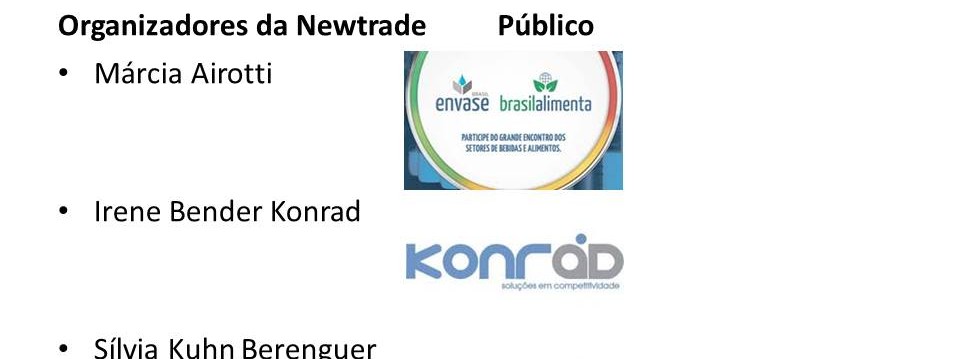 Organizadores da Newtrade Público
• Márcia Airotti
BRASIL
envase brasilalimenta
PARTICIPE DO GRANDE ENCONTRO DOS
SETORES DE BEBIDAS E ALIMENTOS.
• Irene Bender Konrad
KONRAD
soluções em competitividade
• Sílvia Kuhn Berenguer